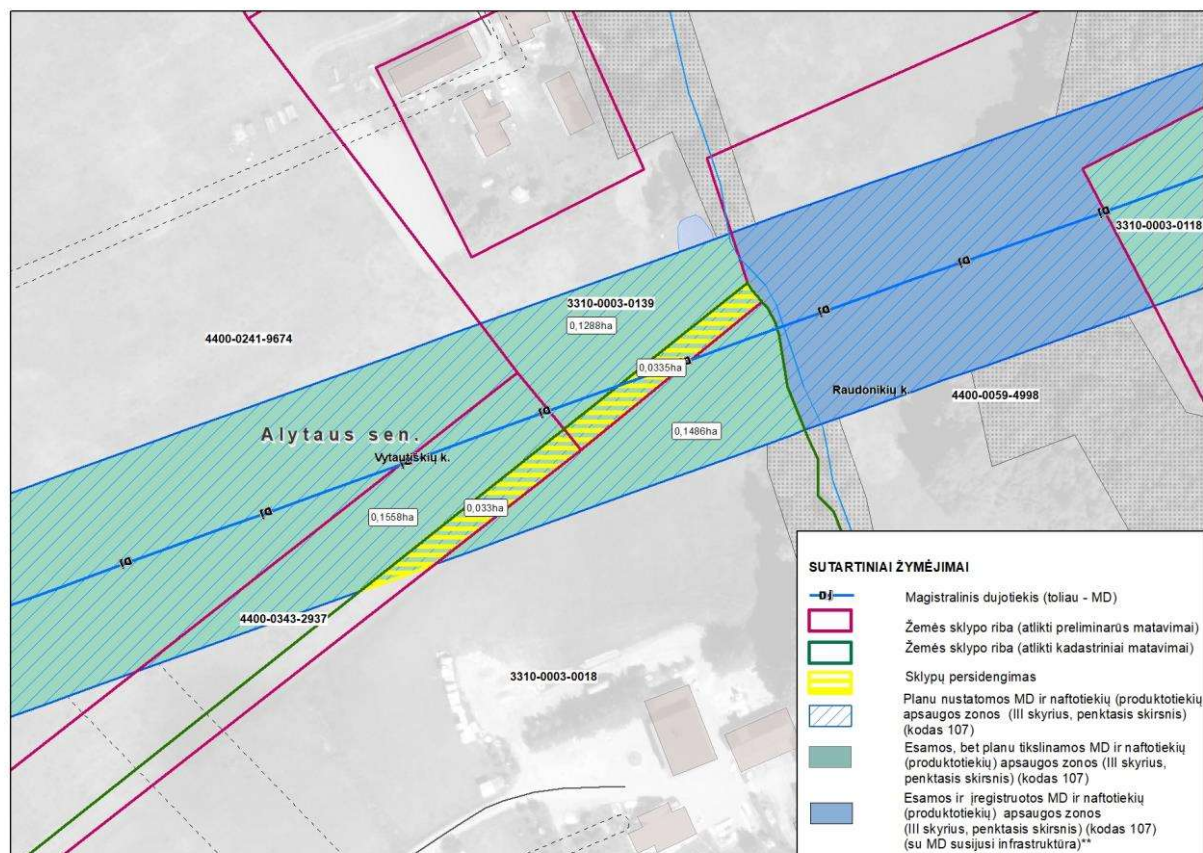 3310-0003-0118
3310-0003-0139
0,1288ha
4400-0241-9674
0,0335ha
Raudonikių k.
4400-0059-4998
Alytaus sen.
0,1486ha
Vytautiškių k.
0,033ha
0,1558ha
4400-0343-2937
3310-0003-0018
SUTARTINIAI ŽYMĖJIMAI
Magistralinis dujotiekis (toliau - MD)
Žemės sklypo riba (atlikti preliminarūs matavimai)
Žemės sklypo riba (atlikti kadastriniai matavimai)
Sklypų persidengimas
Planu nustatomos MD ir naftotiekių (produktotiekių)
apsaugos zonos (III skyrius, penktasis skirsnis)
(kodas 107)
Esamos, bet planu tikslinamos MD ir naftotiekių
(produktotiekių) apsaugos zonos (III skyrius,
penktasis skirsnis) (kodas 107)
Esamos ir įregistruotos MD ir naftotiekių
(produktotiekių) apsaugos zonos
(III skyrius, penktasis skirsnis) (kodas 107)
(su MD susijusi infrastruktūra)**